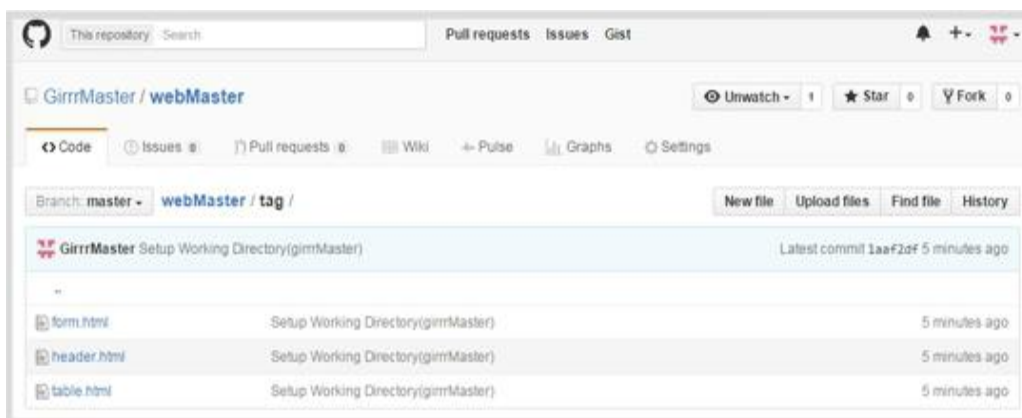 This repository Search Pull requests Issues Gist
GirrrMaster / webMaster Unwatch 1 Star 0 Fork 0
Code Issues 0 Pull requests 0 Wiki Pulse Graphs Settings
Branch: master webMaster / tag / New file Upload files Find file History
GirrrMaster Setup Working Directory(girrrMaster) Latest commit 1aaf2df 5 minutes ago
..
form.html Setup Working Directory(girrrMaster) 5 minutes ago
header.html Setup Working Directory(girrrMaster) 5 minutes ago
table.html Setup Working Directory(girrrMaster) 5 minutes ago